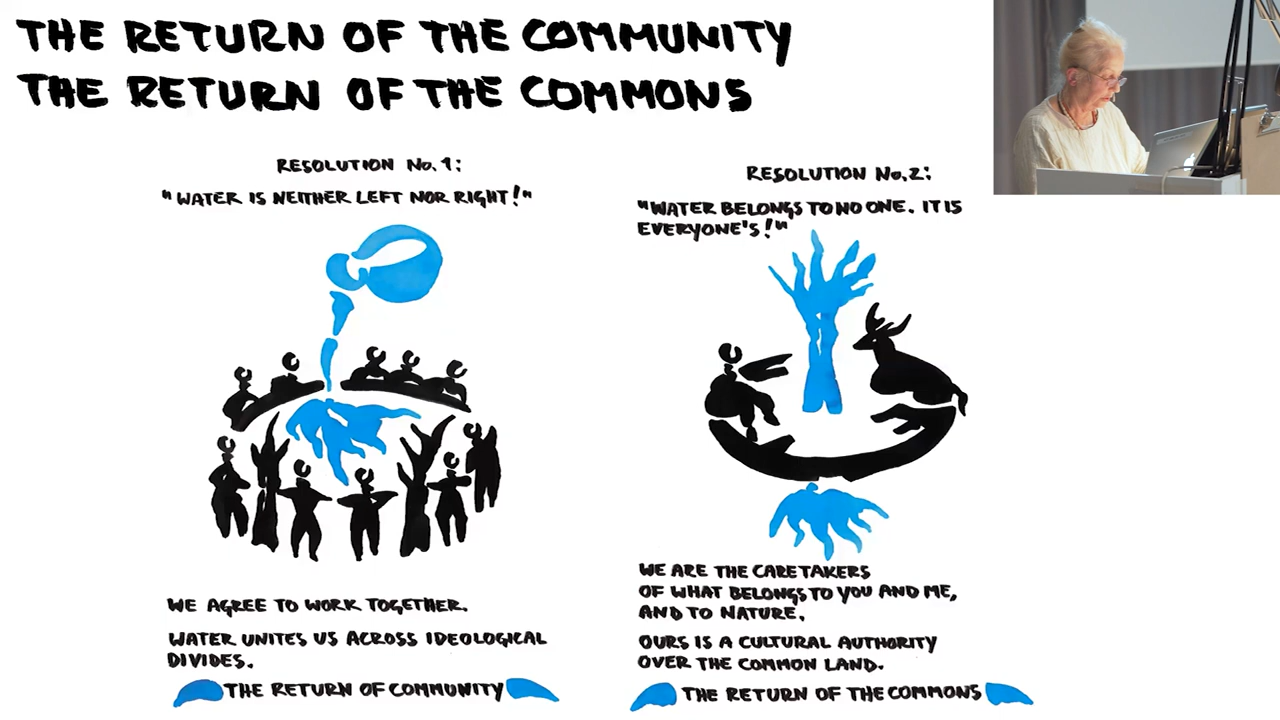 THE RETURN OF THE COMMUNITY
THE RETURN OF THE COMMONS
RESOLUTION No. 1:
"WATER IS NEITHER LEFT NOR RIGHT!"
WE AGREE TO WORK TOGETHER.
WATER UNITES US ACROSS IDEOLOGICAL
DIVIDES.
THE RETURN OF COMMUNITY
RESOLUTION No. 2:
"WATER BELONGS TO NO ONE. IT IS
EVERYONE'S!"
WE ARE THE CARETAKERS
OF WHAT BELONGS TO YOU AND ME,
AND TO NATURE.
OURS IS A CULTURAL AUTHORITY
OVER THE COMMON LAND.
THE RETURN OF THE COMMONS